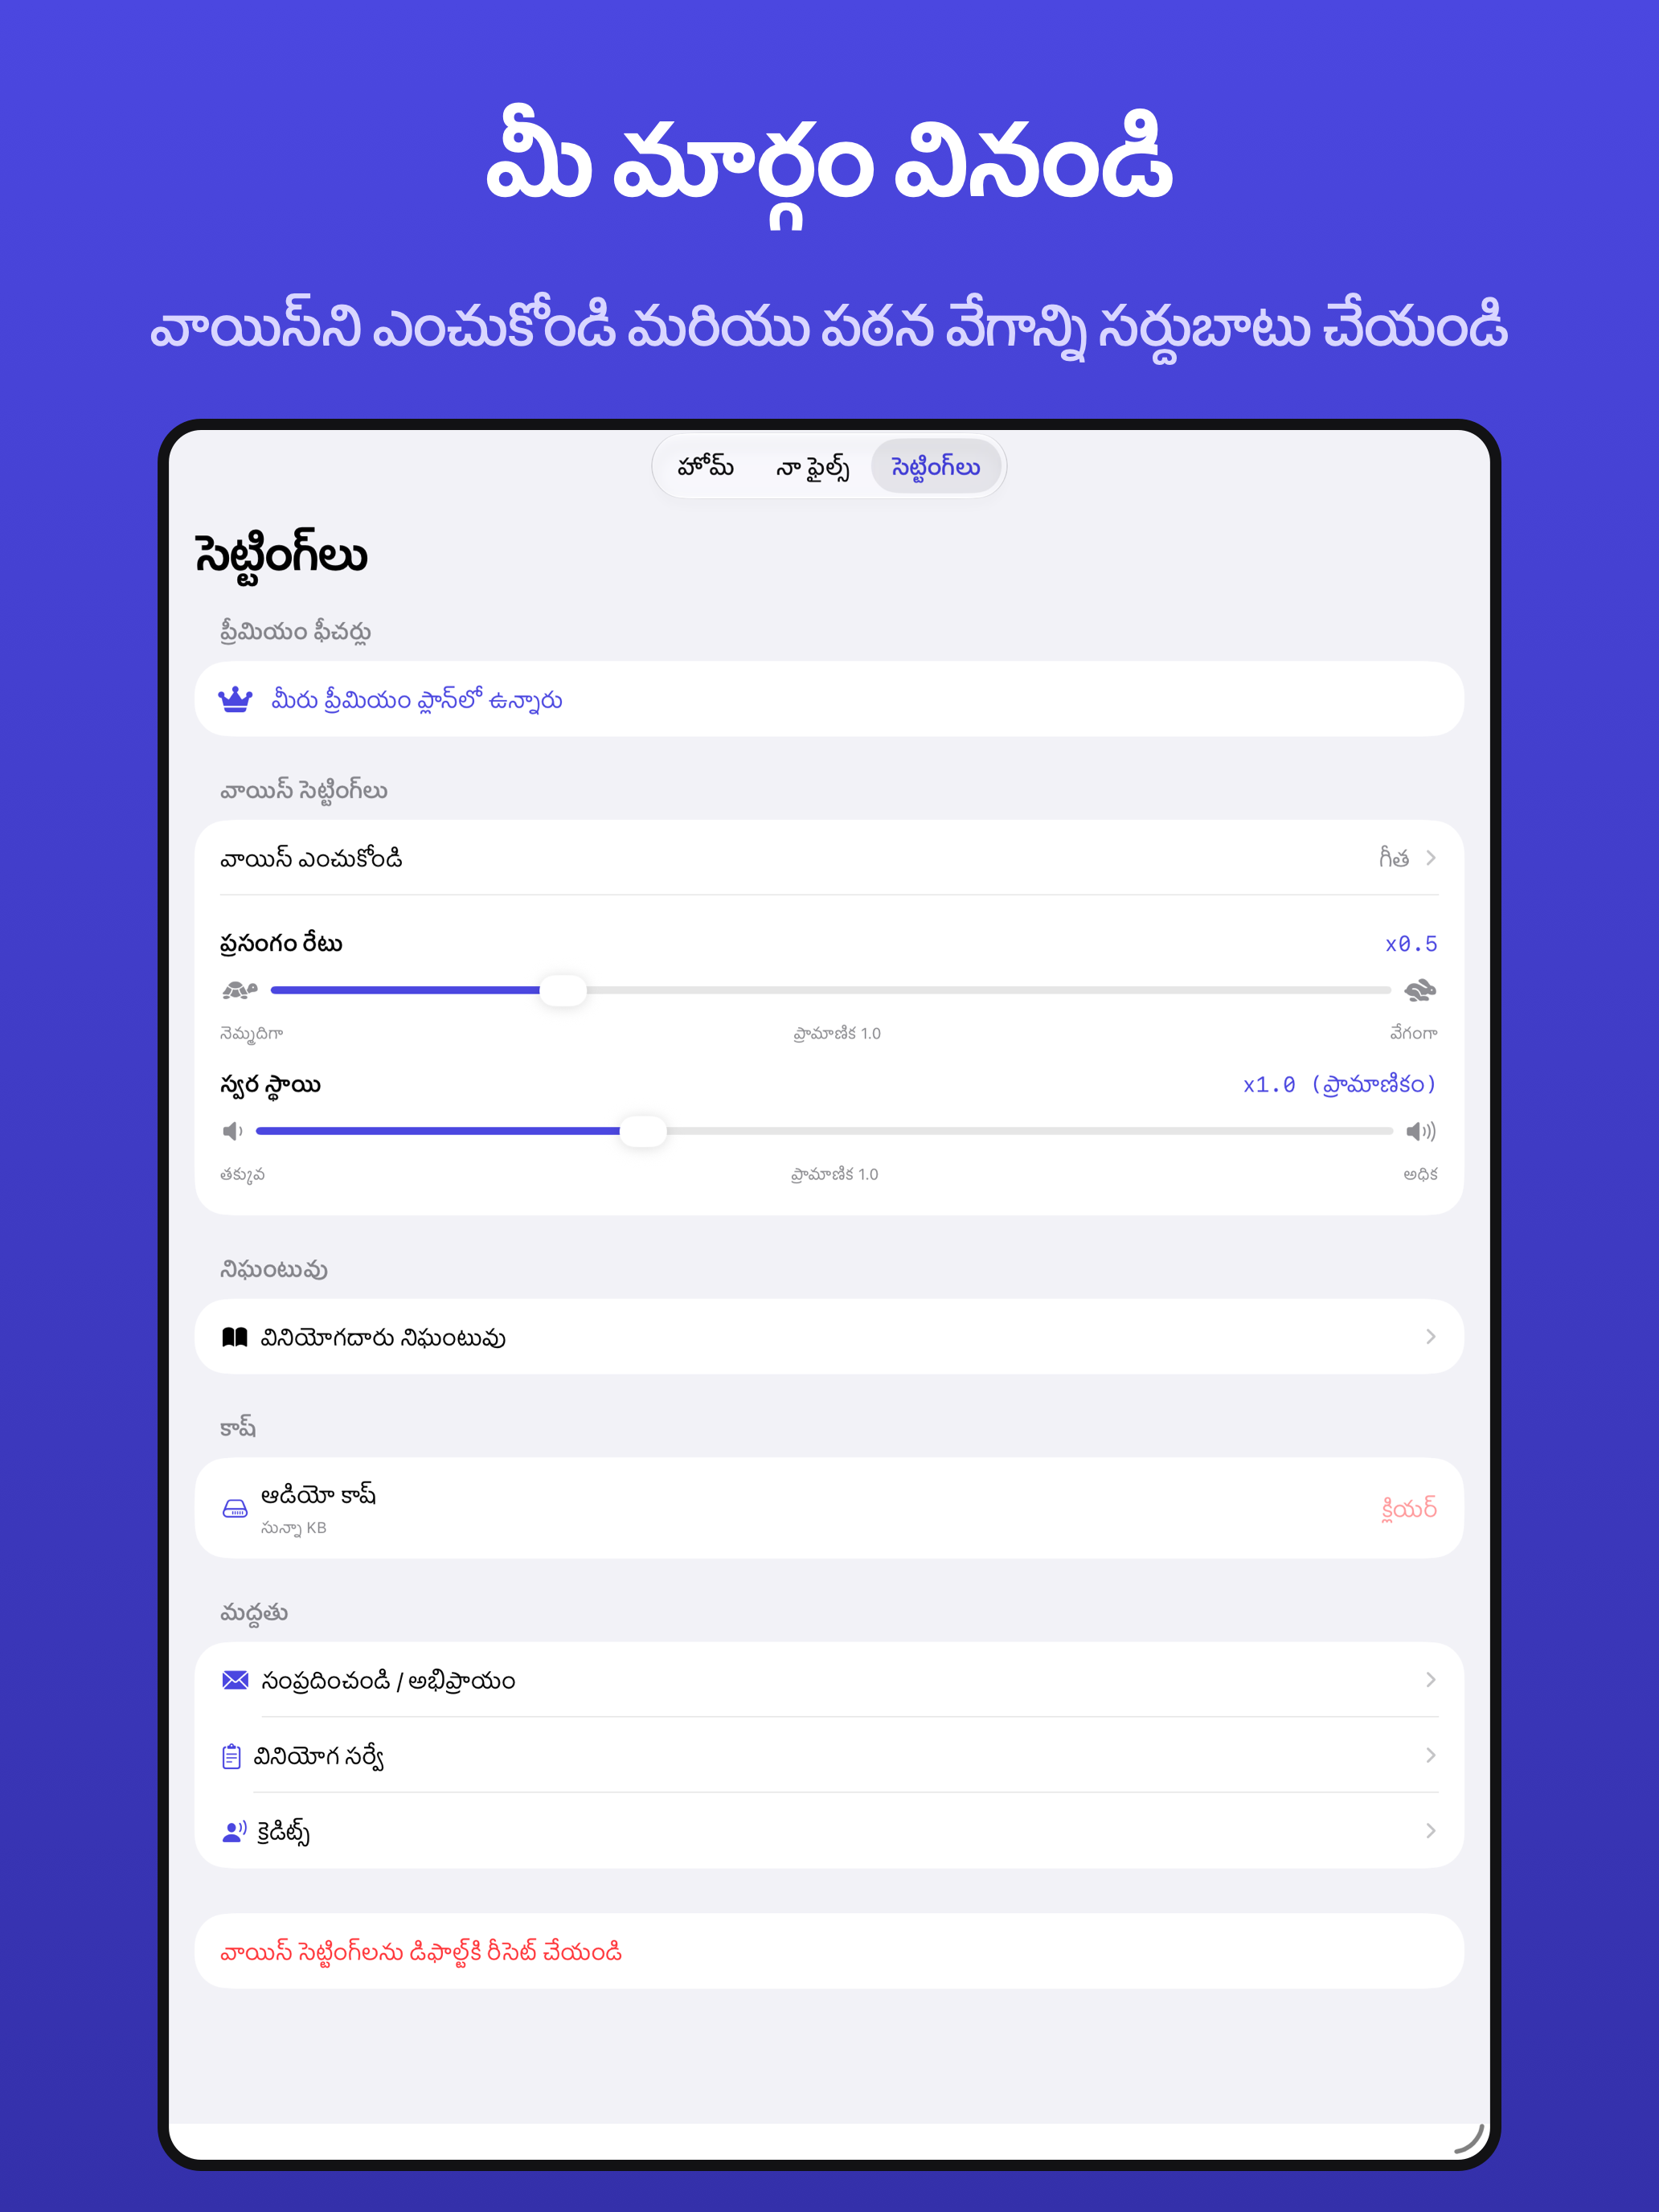 మీ మార్గం వినండి
వాయిస్‌ని ఎంచుకోండి మరియు పఠన వేగాన్ని సర్దుబాటు చేయండి
హోమ్ నా ఫైల్స్ సెట్టింగ్‌లు
సెట్టింగ్‌లు
ప్రీమియం ఫీచర్లు
మీరు ప్రీమియం ప్లాన్‌లో ఉన్నారు
వాయిస్ సెట్టింగ్‌లు
వాయిస్ ఎంచుకోండి గీత
ప్రసంగం రేటు x0.5
నెమ్మదిగా ప్రామాణిక 1.0 వేగంగా
స్వర స్థాయి x1.0 (ప్రామాణికం)
తక్కువ ప్రామాణిక 1.0 అధిక
నిఘంటువు
వినియోగదారు నిఘంటువు
కాష్
ఆడియో కాష్
సున్నా KB
క్లియర్
మద్దతు
సంప్రదించండి / అభిప్రాయం
వినియోగ సర్వే
క్రెడిట్స్
వాయిస్ సెట్టింగ్‌లను డిఫాల్ట్‌కి రీసెట్ చేయండి